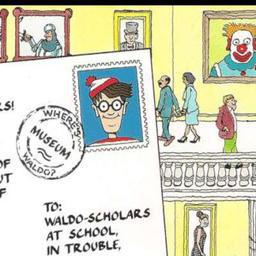 RS!
WHERE'S
MUSEUM
WALDO?
OF
UT
F
TO:
WALDO-SCHOLARS
AT SCHOOL,
IN TROUBLE,